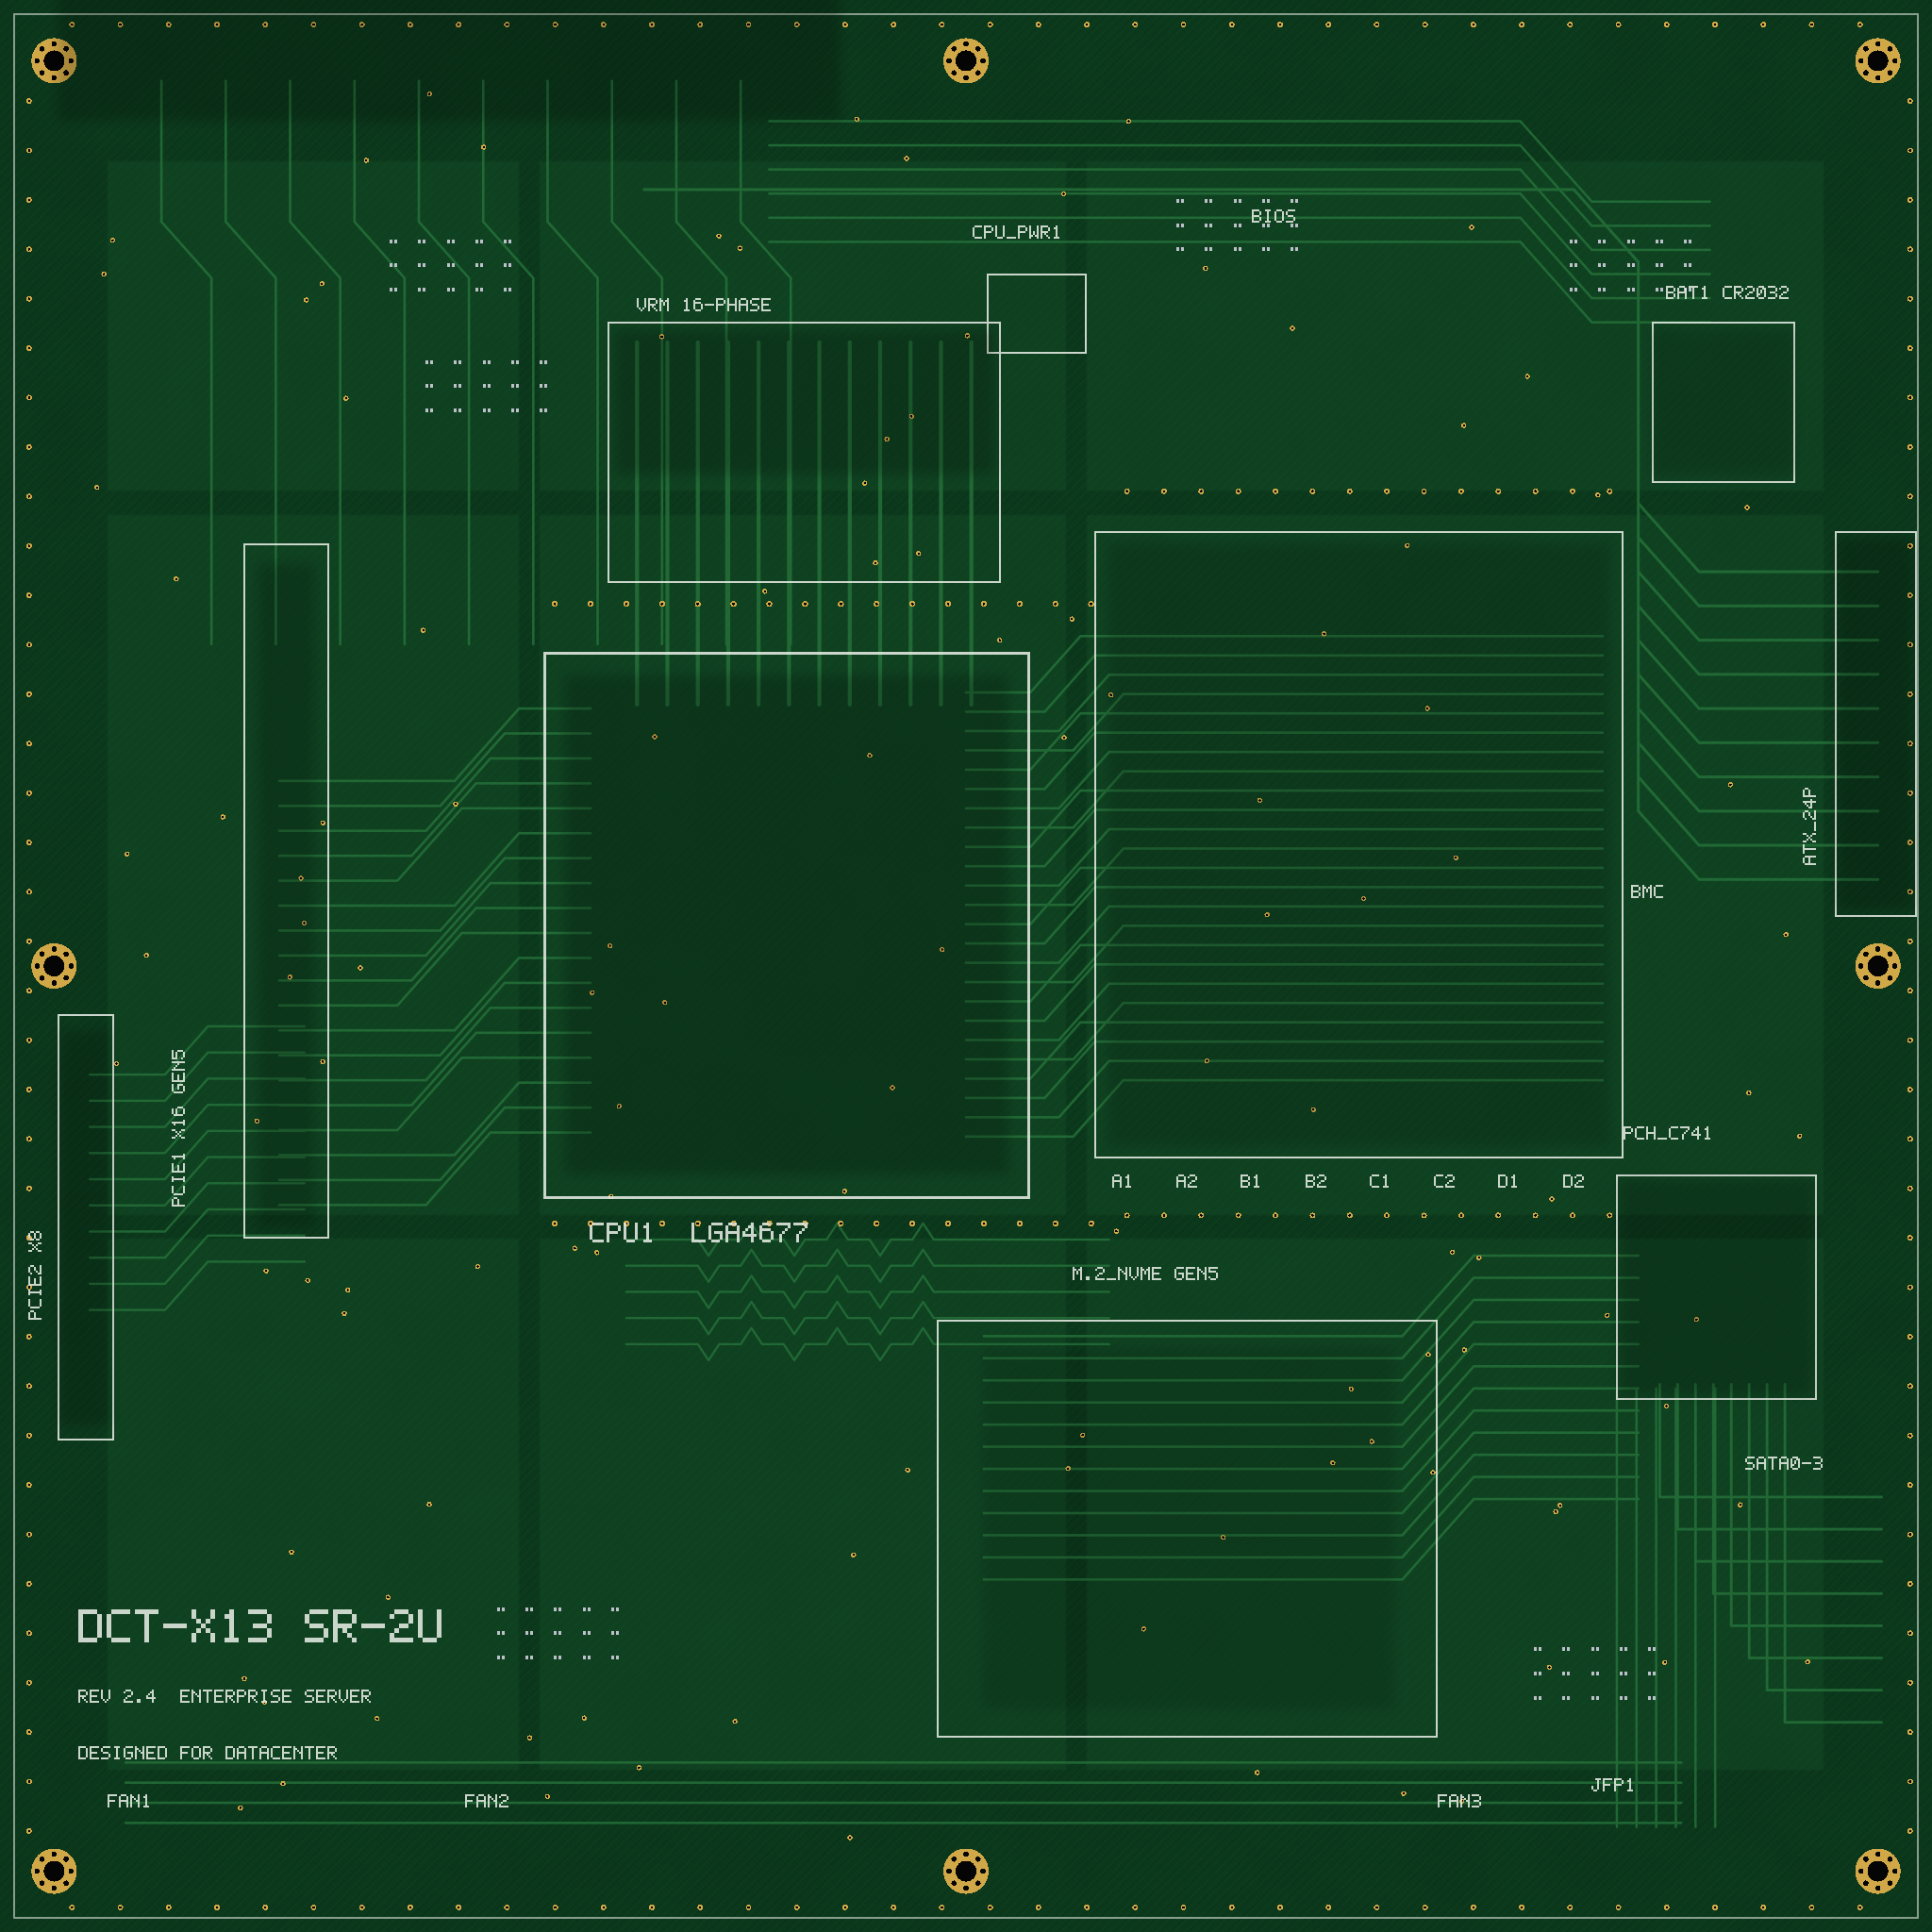 BIOS
CPU_PWR1
BAT1 CR2032
VRM 16-PHASE
ATX_24P
BMC
PCIE1 X16 GEN5
PCH_C741
A1 A2 B1 B2 C1 C2 D1 D2
CPU1 LGA4677
PCIE2 X8
M.2_NVME GEN5
SATA0-3
DCT-X13 SR-2U
REV 2.4 ENTERPRISE SERVER
DESIGNED FOR DATACENTER
JFP1
FAN1 FAN2 FAN3